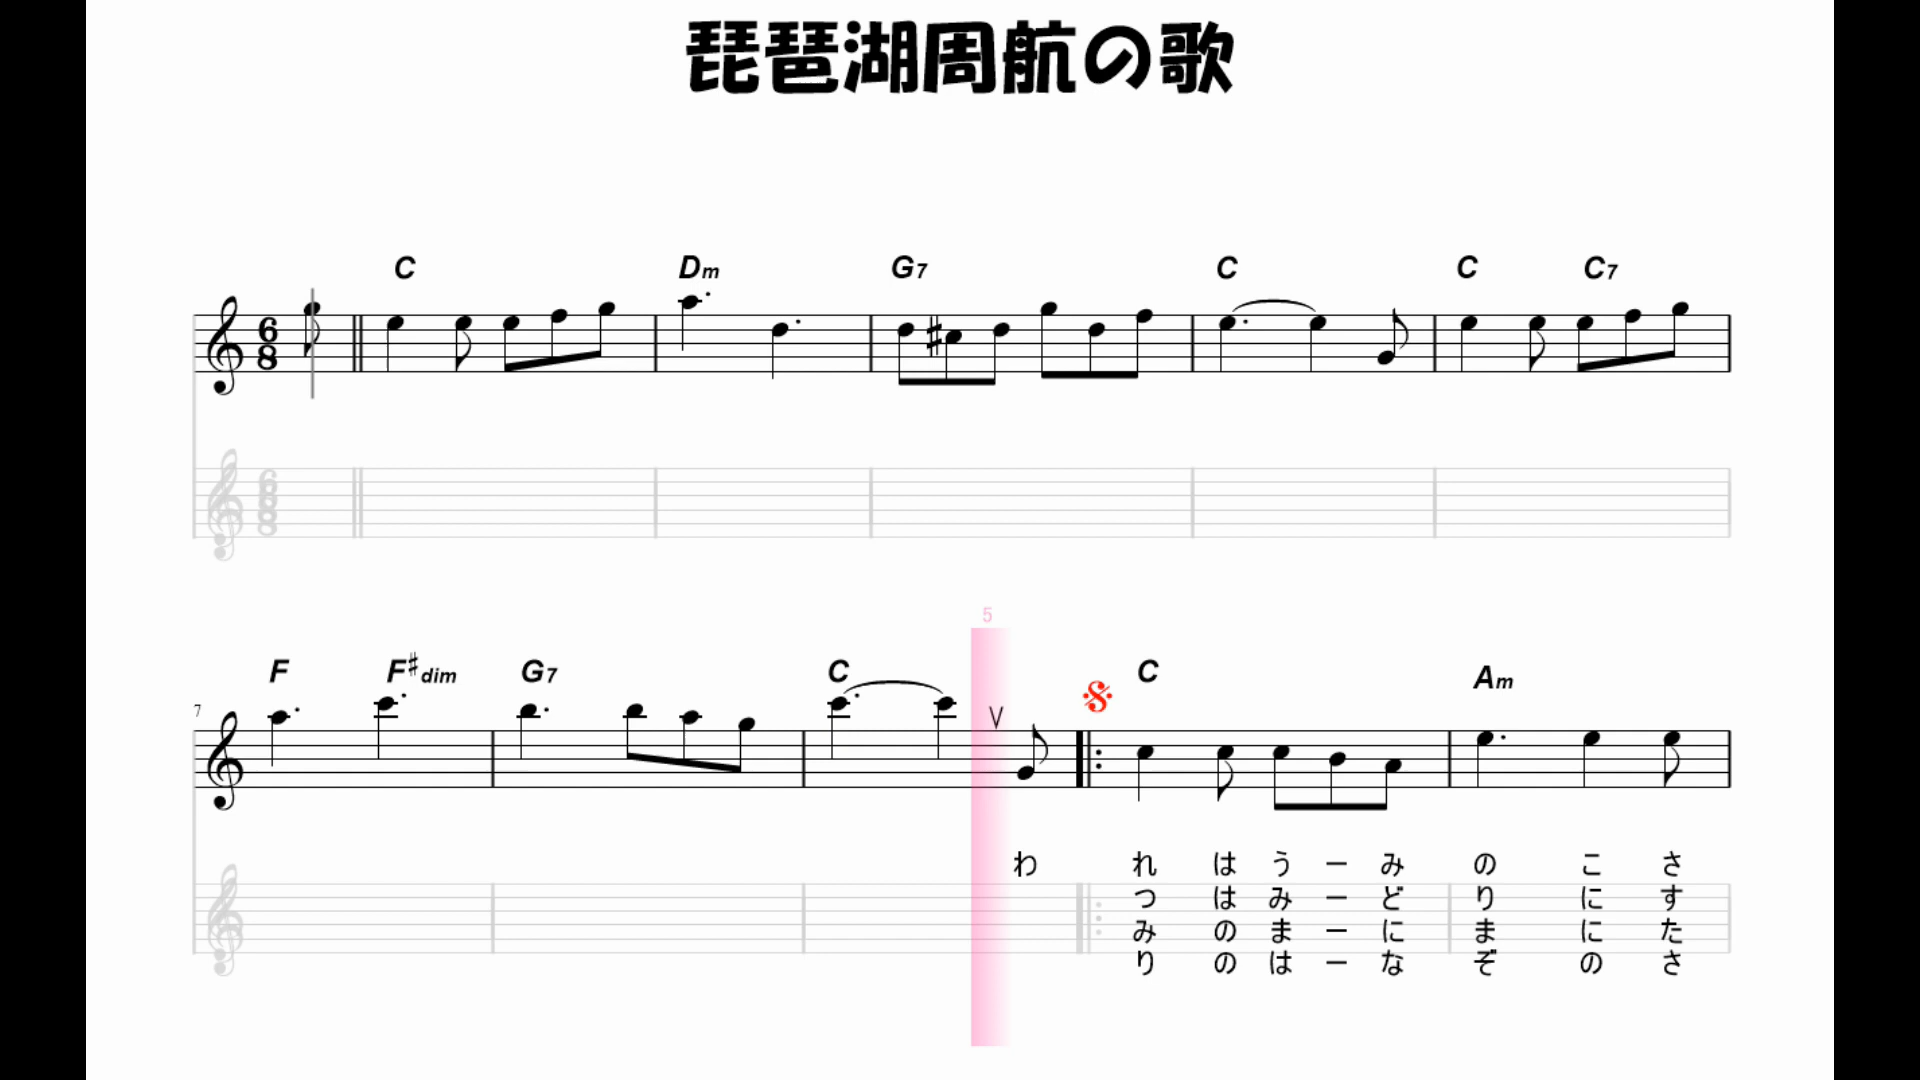 琵琶湖周航の歌
C Dm G7 C C C7
6
8
5
F F♯dim G7 C C Am
7
わ れ は う ー み の こ さ
つ は み ー ど り に す
み の ま ー に ま に た
り の は ー な ぞ の さ